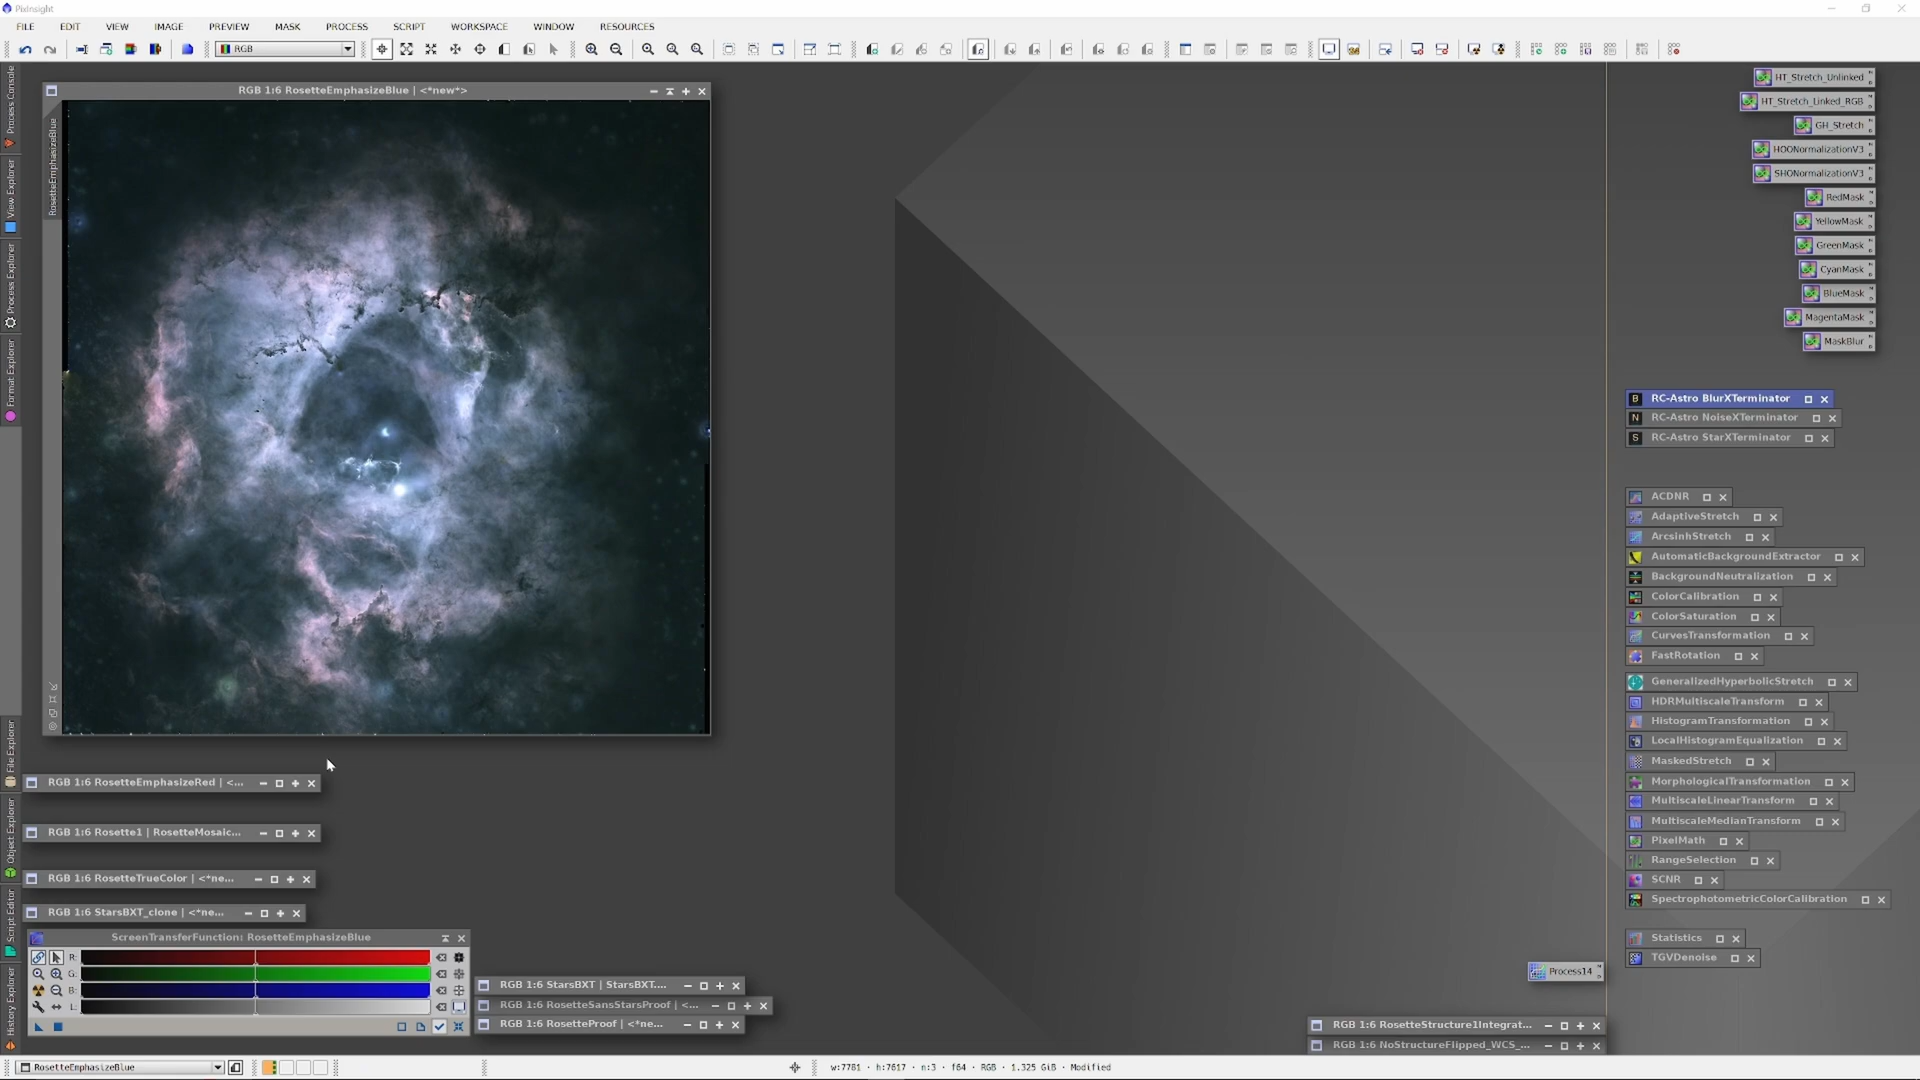 PixInsight
FILE EDIT VIEW IMAGE PREVIEW MASK PROCESS SCRIPT WORKSPACE WINDOW RESOURCES
RGB
Process Console
View Explorer
Process Explorer
Format Explorer
File Explorer
Object Explorer
Script Editor
History Explorer
RGB 1:6 RosetteEmphasizeBlue | <*new*>
RosetteEmphasizeBlue
HT_Stretch_Unlinked
HT_Stretch_Linked_RGB
GH_Stretch
HOONormalizationV3
SHONormalizationV3
RedMask
YellowMask
GreenMask
CyanMask
BlueMask
MagentaMask
MaskBlur
B RC-Astro BlurXTerminator
N RC-Astro NoiseXTerminator
S RC-Astro StarXTerminator
ACDNR
AdaptiveStretch
ArcsinhStretch
AutomaticBackgroundExtractor
BackgroundNeutralization
ColorCalibration
ColorSaturation
CurvesTransformation
FastRotation
GeneralizedHyperbolicStretch
HDRMultiscaleTransform
HistogramTransformation
LocalHistogramEqualization
MaskedStretch
MorphologicalTransformation
MultiscaleLinearTransform
MultiscaleMedianTransform
PixelMath
RangeSelection
SCNR
SpectrophotometricColorCalibration
Statistics
TGVDenoise
Process14
RGB 1:6 RosetteEmphasizeRed | <...
RGB 1:6 Rosette1 | RosetteMosaic...
RGB 1:6 RosetteTrueColor | <*ne...
RGB 1:6 StarsBXT_clone | <*ne...
ScreenTransferFunction: RosetteEmphasizeBlue
R:
G:
B:
L:
RGB 1:6 StarsBXT | StarsBXT....
RGB 1:6 RosetteSansStarsProof | <...
RGB 1:6 RosetteProof | <*ne...
RGB 1:6 RosetteStructure1Integrat...
RGB 1:6 NoStructureFlipped_WCS_...
RosetteEmphasizeBlue
w:7781 · h:7617 · n:3 · f64 · RGB · 1.325 GiB · Modified